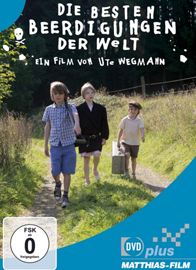 DIE BESTEN
BEERDIGUNGEN
DER WELT
EIN FILM VON UTE WEGMANN
FSK
0
DVD plus
MATTHIAS-FILM